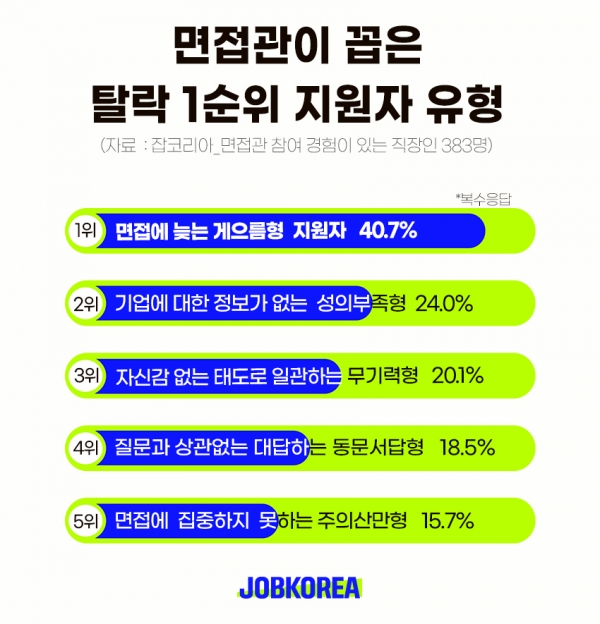 면접관이 꼽은
탈락 1순위 지원자 유형
(자료 : 잡코리아_면접관 참여 경험이 있는 직장인 383명)
*복수응답
1위 면접에 늦는 게으름형 지원자 40.7%
2위 기업에 대한 정보가 없는 성의부족형 24.0%
3위 자신감 없는 태도로 일관하는 무기력형 20.1%
4위 질문과 상관없는 대답하는 동문서답형 18.5%
5위 면접에 집중하지 못하는 주의산만형 15.7%
JOBKOREA